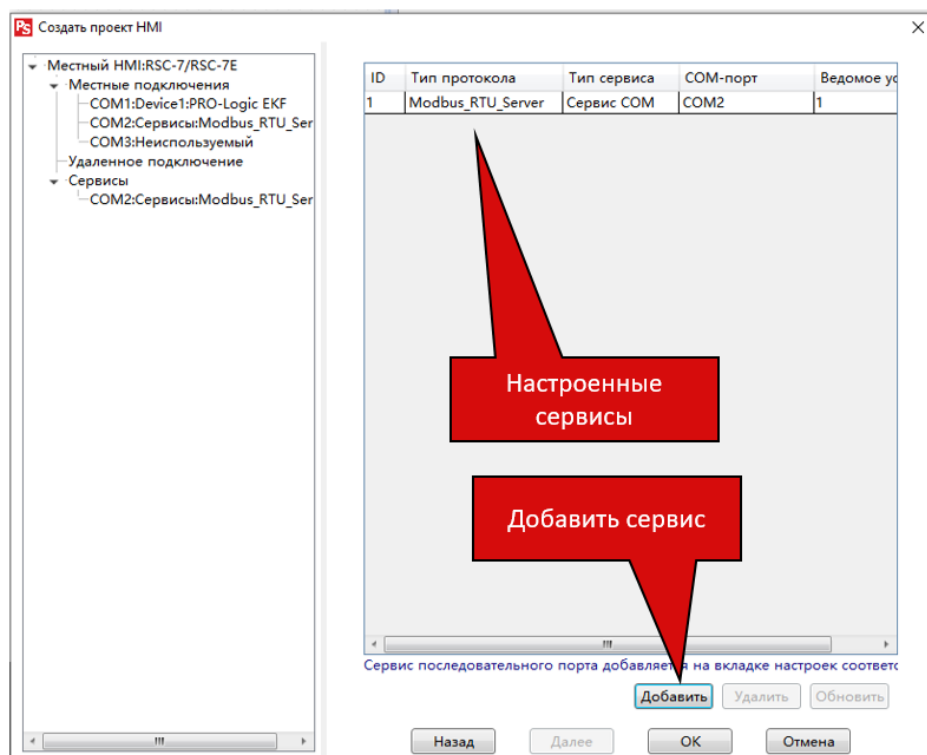 Ps Создать проект HMI
Местный HMI:RSC-7/RSC-7E
Местные подключения
COM1:Device1:PRO-Logic EKF
COM2:Сервисы:Modbus_RTU_Ser
COM3:Неиспользуемый
Удаленное подключение
Сервисы
COM2:Сервисы:Modbus_RTU_Ser
ID Тип протокола Тип сервиса COM-порт Ведомое ус
1 Modbus_RTU_Server Сервис COM COM2 1
Настроенные
сервисы
Добавить сервис
Сервис последовательного порта добавляется на вкладке настроек соответс
Добавить Удалить Обновить
Назад Далее OK Отмена